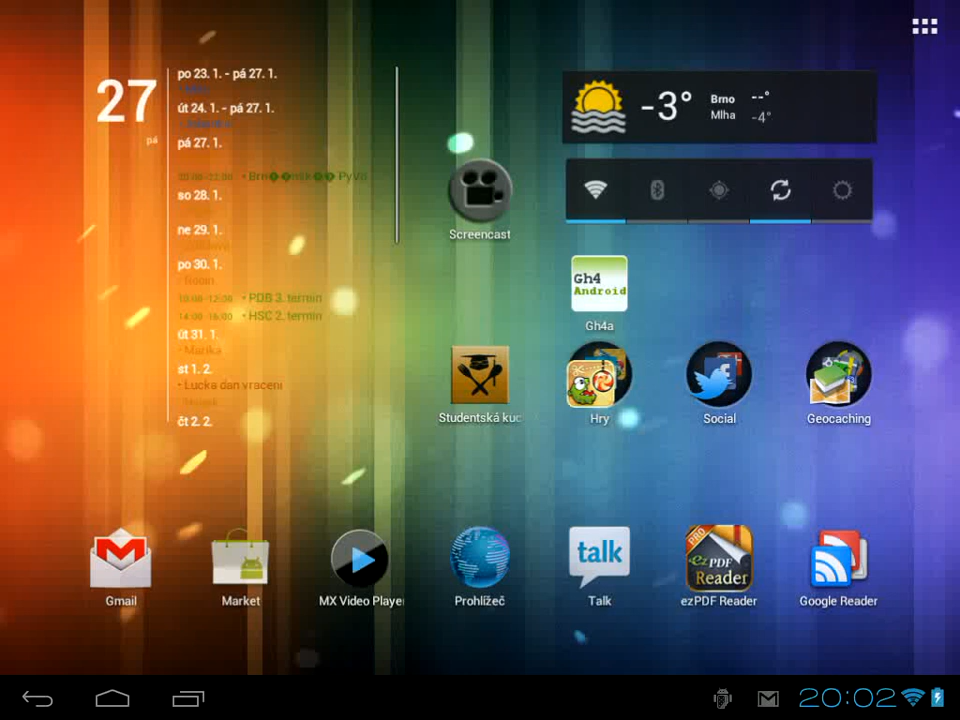 27
pá
po 23. 1. - pá 27. 1.
út 24. 1. - pá 27. 1.
pá 27. 1.
so 28. 1.
ne 29. 1.
po 30. 1.
10:00-12:00 • PDB 3. termin
14:00-16:00 • HSC 2. termin
út 31. 1.
• Marika
st 1. 2.
• Lucka dan vraceni
čt 2. 2.
-3°
Brno
Mlha
--°
-4°
Screencast
Gh4
Android
Gh4a
Studentská kuc
Hry
Social
Geocaching
Gmail
Market
MX Video Player
Prohlížeč
talk
Talk
PRO
ezPDF
Reader
ezPDF Reader
Google Reader
20:02